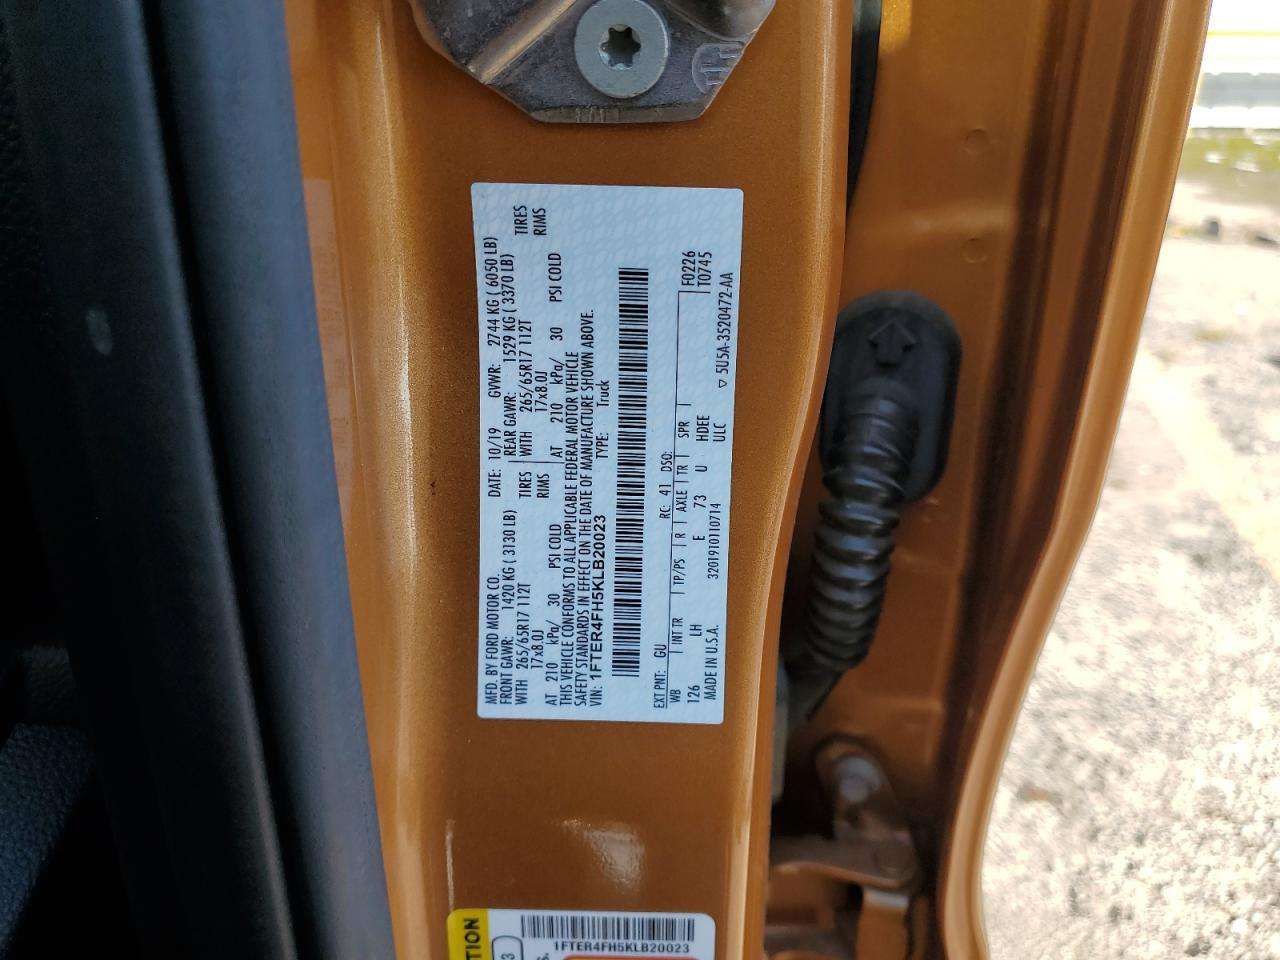 MFD. BY FORD MOTOR CO.
DATE: 10/19 GVWR: 2744 KG ( 6050 LB)
FRONT GAWR: 1420 KG ( 3130 LB) REAR GAWR: 1529 KG ( 3370 LB)
WITH 265/65R17 112T TIRES WITH 265/65R17 112T TIRES
17x8.0J RIMS 17x8.0J RIMS
AT 210 kPa/ 30 PSI COLD AT 210 kPa/ 30 PSI COLD
THIS VEHICLE CONFORMS TO ALL APPLICABLE FEDERAL MOTOR VEHICLE
SAFETY STANDARDS IN EFFECT ON THE DATE OF MANUFACTURE SHOWN ABOVE.
VIN: 1FTER4FH5KLB20023 TYPE: Truck
EXT PNT: GU RC: 41 DSO: F0226
WB INT TR TP/PS R AXLE TR SPR T0745
126 LH E 73 U HDEE
ULC
MADE IN U.S.A. 3201910110714 5U5A-3520472-AA
1FTER4FH5KLB20023